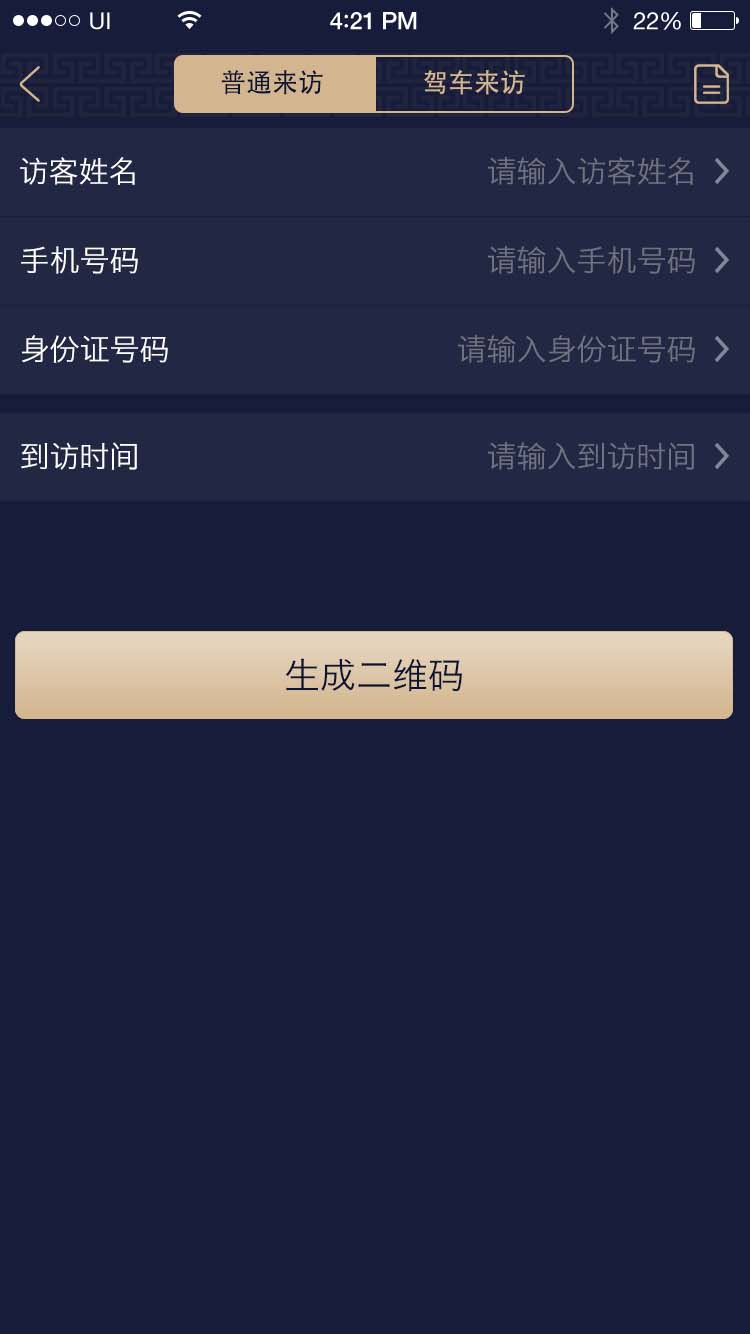 UI 4:21 PM 22%
普通来访 驾车来访
访客姓名 请输入访客姓名
手机号码 请输入手机号码
身份证号码 请输入身份证号码
到访时间 请输入到访时间
生成二维码